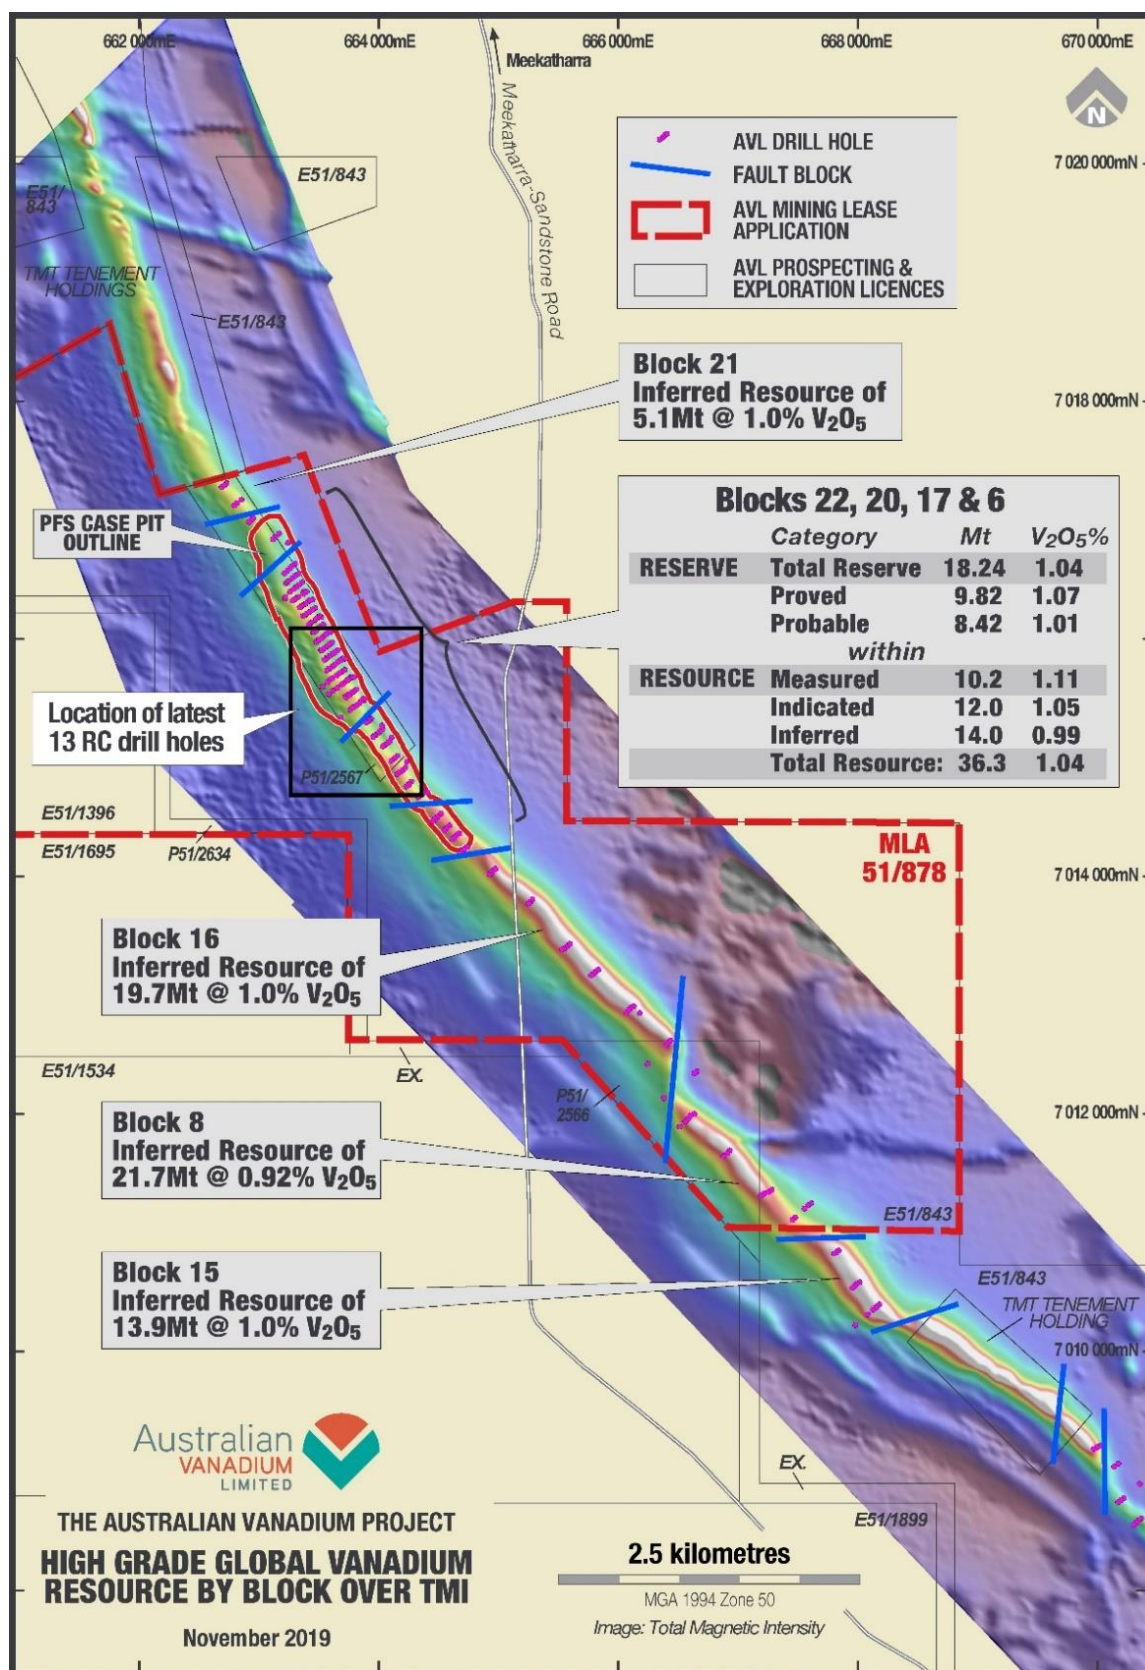 662 000mE 664 000mE 666 000mE 668 000mE 670 000mE
Meekatharra
Meekatharra-Sandstone Road
N
AVL DRILL HOLE
FAULT BLOCK
AVL MINING LEASE
APPLICATION
AVL PROSPECTING &
EXPLORATION LICENCES
7 020 000mN
E51/
843
E51/843
TMT TENEMENT
HOLDINGS
E51/843
Block 21
Inferred Resource of
5.1Mt @ 1.0% V₂O₅
7 018 000mN
PFS CASE PIT
OUTLINE
Blocks 22, 20, 17 & 6
Category Mt V₂O₅%
RESERVE Total Reserve 18.24 1.04
Proved 9.82 1.07
Probable 8.42 1.01
within
RESOURCE Measured 10.2 1.11
Indicated 12.0 1.05
Inferred 14.0 0.99
Total Resource: 36.3 1.04
Location of latest
13 RC drill holes
P51/2567
E51/1396
E51/1695
P51/2634
MLA
51/878
7 014 000mN
Block 16
Inferred Resource of
19.7Mt @ 1.0% V₂O₅
E51/1534
EX.
P51/
2566
7 012 000mN
Block 8
Inferred Resource of
21.7Mt @ 0.92% V₂O₅
E51/843
Block 15
Inferred Resource of
13.9Mt @ 1.0% V₂O₅
E51/843
TMT TENEMENT
HOLDING
7 010 000mN
Australian
VANADIUM
LIMITED
EX.
E51/1899
THE AUSTRALIAN VANADIUM PROJECT
HIGH GRADE GLOBAL VANADIUM
RESOURCE BY BLOCK OVER TMI
November 2019
2.5 kilometres
MGA 1994 Zone 50
Image: Total Magnetic Intensity